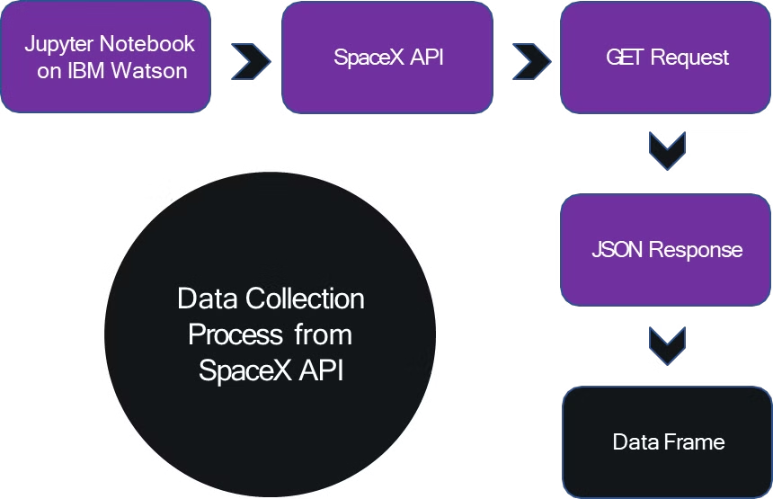 Jupyter Notebook
on IBM Watson
SpaceX API
GET Request
JSON Response
Data Collection
Process from
SpaceX API
Data Frame